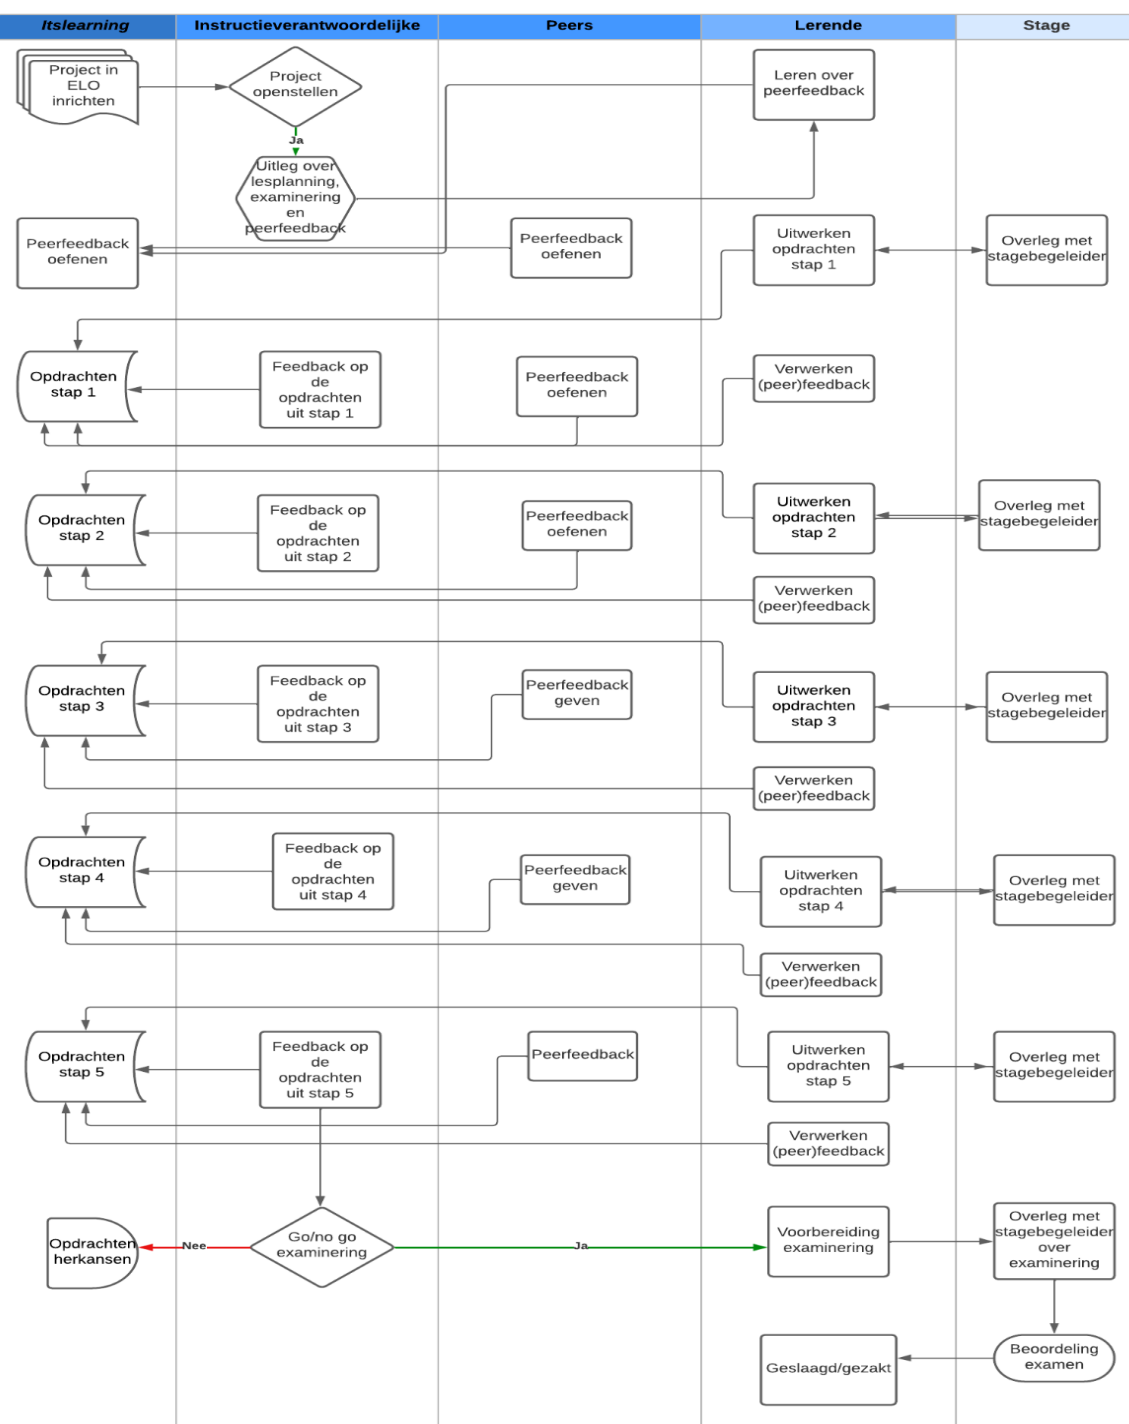 Itslearning
Instructieverantwoordelijke
Peers
Lerende
Stage
Project in
ELO
inrichten
Project
openstellen
Leren over
peerfeedback
Ja
Uitleg over
lesplanning,
examinering
en
peerfeedback
Peerfeedback
oefenen
Peerfeedback
oefenen
Uitwerken
opdrachten
stap 1
Overleg met
stagebegeleider
Opdrachten
stap 1
Feedback op
de
opdrachten
uit stap 1
Peerfeedback
oefenen
Verwerken
(peer)feedback
Opdrachten
stap 2
Feedback op
de
opdrachten
uit stap 2
Peerfeedback
oefenen
Uitwerken
opdrachten
stap 2
Overleg met
stagebegeleider
Verwerken
(peer)feedback
Opdrachten
stap 3
Feedback op
de
opdrachten
uit stap 3
Peerfeedback
geven
Uitwerken
opdrachten
stap 3
Overleg met
stagebegeleider
Verwerken
(peer)feedback
Opdrachten
stap 4
Feedback op
de
opdrachten
uit stap 4
Peerfeedback
geven
Uitwerken
opdrachten
stap 4
Overleg met
stagebegeleider
Verwerken
(peer)feedback
Opdrachten
stap 5
Feedback op
de
opdrachten
uit stap 5
Peerfeedback
Uitwerken
opdrachten
stap 5
Overleg met
stagebegeleider
Verwerken
(peer)feedback
Opdrachten
herkansen
Nee
Go/no go
examinering
Ja
Voorbereiding
examinering
Overleg met
stagebegeleider
over
examinering
Geslaagd/gezakt
Beoordeling
examen